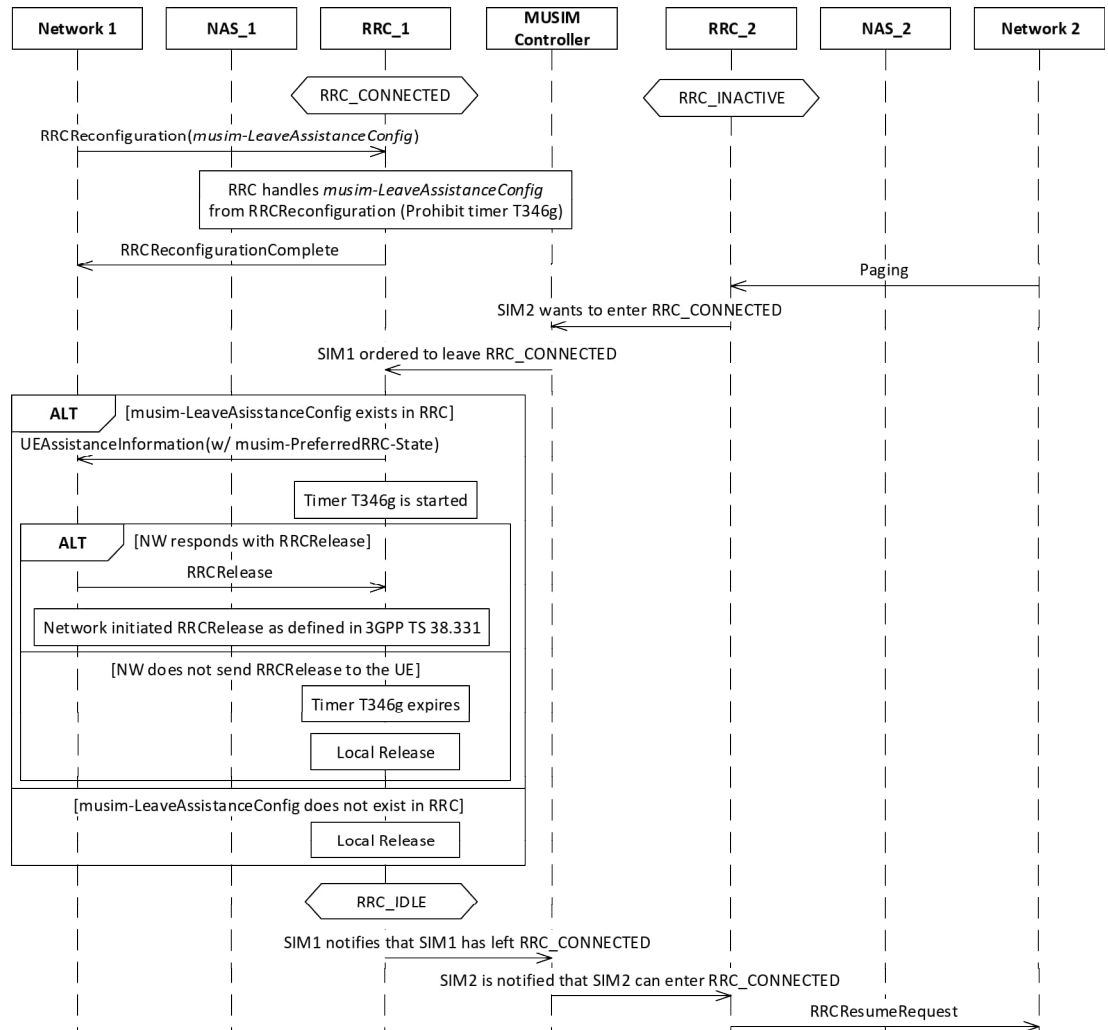 Network 1
NAS_1
RRC_1
MUSIM
Controller
RRC_2
NAS_2
Network 2
RRC_CONNECTED
RRC_INACTIVE
RRCReconfiguration(musim-LeaveAssistanceConfig)
RRC handles musim-LeaveAssistanceConfig
from RRCReconfiguration (Prohibit timer T346g)
RRCReconfigurationComplete
Paging
SIM2 wants to enter RRC_CONNECTED
SIM1 ordered to leave RRC_CONNECTED
ALT
[musim-LeaveAsisstanceConfig exists in RRC]
UEAssistanceInformation(w/ musim-PreferredRRC-State)
Timer T346g is started
ALT
[NW responds with RRCRelease]
RRCRelease
Network initiated RRCRelease as defined in 3GPP TS 38.331
[NW does not send RRCRelease to the UE]
Timer T346g expires
Local Release
[musim-LeaveAssistanceConfig does not exist in RRC]
Local Release
RRC_IDLE
SIM1 notifies that SIM1 has left RRC_CONNECTED
SIM2 is notified that SIM2 can enter RRC_CONNECTED
RRCResumeRequest